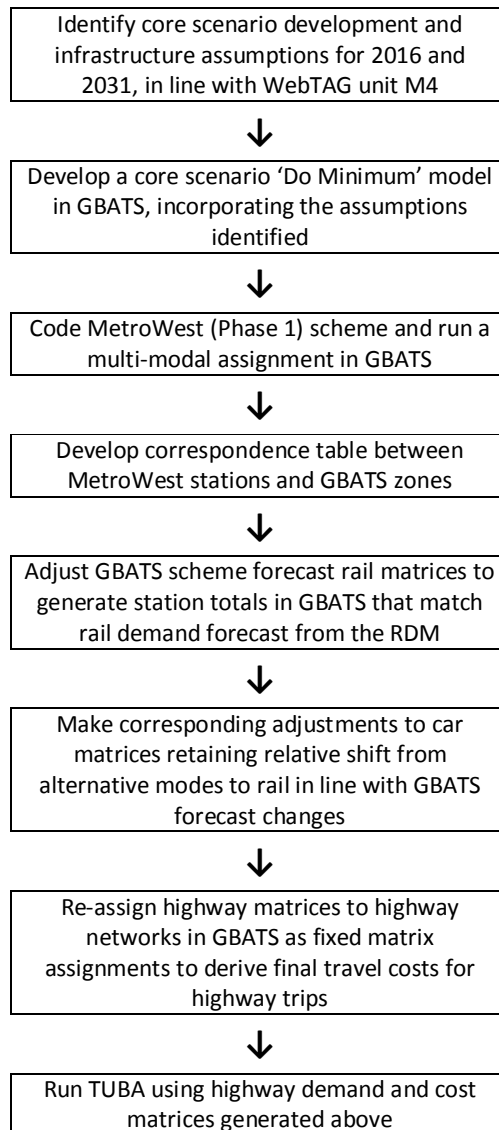 Identify core scenario development and
infrastructure assumptions for 2016 and
2031, in line with WebTAG unit M4
Develop a core scenario ‘Do Minimum’ model
in GBATS, incorporating the assumptions
identified
Code MetroWest (Phase 1) scheme and run a
multi-modal assignment in GBATS
Develop correspondence table between
MetroWest stations and GBATS zones
Adjust GBATS scheme forecast rail matrices to
generate station totals in GBATS that match
rail demand forecast from the RDM
Make corresponding adjustments to car
matrices retaining relative shift from
alternative modes to rail in line with GBATS
forecast changes
Re-assign highway matrices to highway
networks in GBATS as fixed matrix
assignments to derive final travel costs for
highway trips
Run TUBA using highway demand and cost
matrices generated above